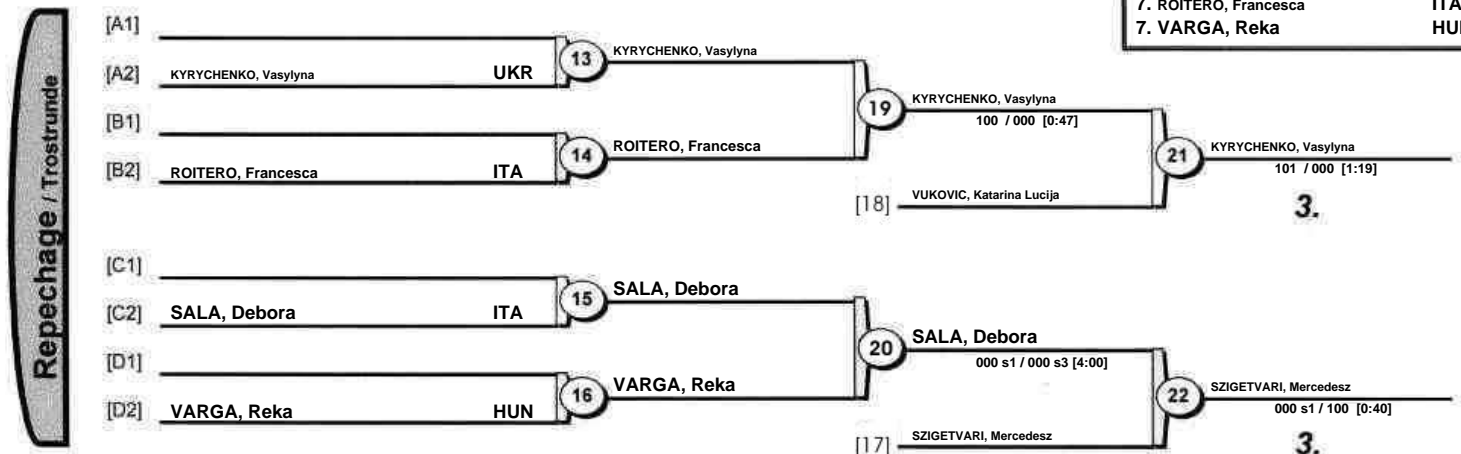 7. ROITERO, Francesca ITA
7. VARGA, Reka
Repechage / Trostrunde
[A1]
[A2] KYRYCHENKO, Vasylyna UKR
13 KYRYCHENKO, Vasylyna
[B1]
[B2] ROITERO, Francesca ITA
14 ROITERO, Francesca
19 KYRYCHENKO, Vasylyna
100 / 000 [0:47]
[18] VUKOVIC, Katarina Lucija
21 KYRYCHENKO, Vasylyna
101 / 000 [1:19]
3.
[C1]
[C2] SALA, Debora ITA
15 SALA, Debora
[D1]
[D2] VARGA, Reka HUN
16 VARGA, Reka
20 SALA, Debora
000 s1 / 000 s3 [4:00]
[17] SZIGETVARI, Mercedesz
22 SZIGETVARI, Mercedesz
000 s1 / 100 [0:40]
3.